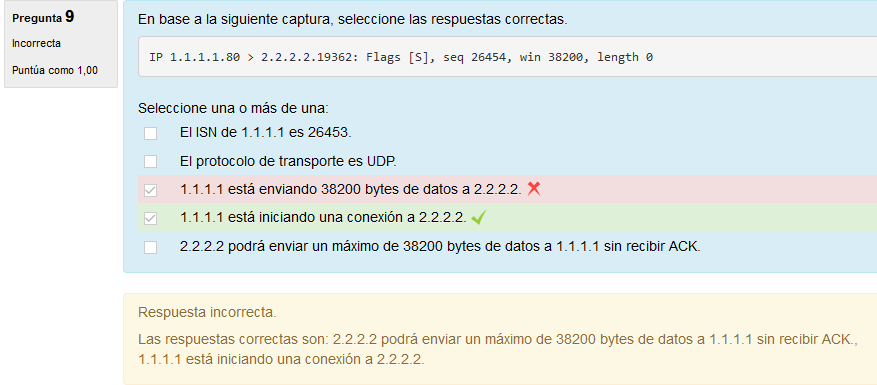 Pregunta 9
Incorrecta
Puntúa como 1,00
En base a la siguiente captura, seleccione las respuestas correctas.
IP 1.1.1.1.80 > 2.2.2.2.19362: Flags [S], seq 26454, win 38200, length 0
Seleccione una o más de una:
El ISN de 1.1.1.1 es 26453.
El protocolo de transporte es UDP.
1.1.1.1 está enviando 38200 bytes de datos a 2.2.2.2.
1.1.1.1 está iniciando una conexión a 2.2.2.2.
2.2.2.2 podrá enviar un máximo de 38200 bytes de datos a 1.1.1.1 sin recibir ACK.
Respuesta incorrecta.
Las respuestas correctas son: 2.2.2.2 podrá enviar un máximo de 38200 bytes de datos a 1.1.1.1 sin recibir ACK.,
1.1.1.1 está iniciando una conexión a 2.2.2.2.